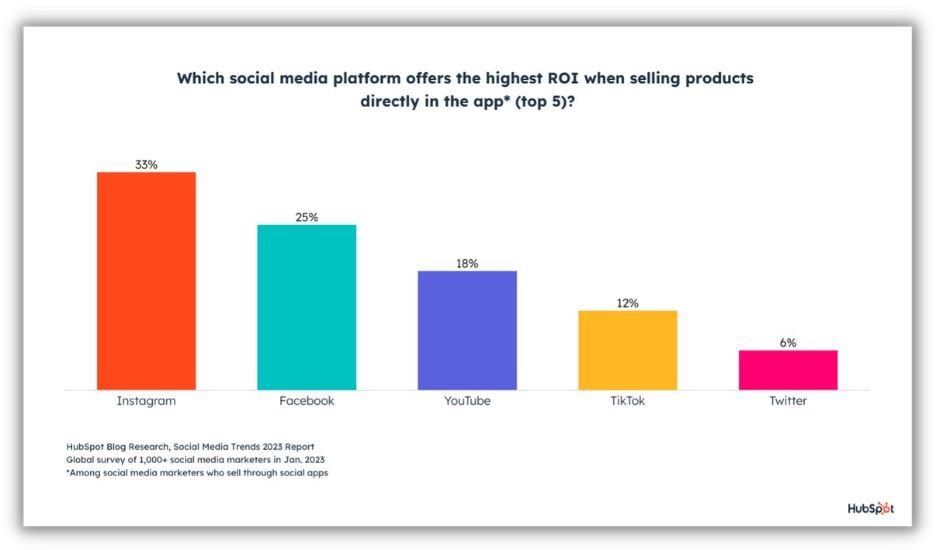 Which social media platform offers the highest ROI when selling products
directly in the app* (top 5)?
33%
25%
18%
12%
6%
Instagram
Facebook
YouTube
TikTok
Twitter
HubSpot Blog Research, Social Media Trends 2023 Report
Global survey of 1,000+ social media marketers in Jan. 2023
*Among social media marketers who sell through social apps
HubSpot